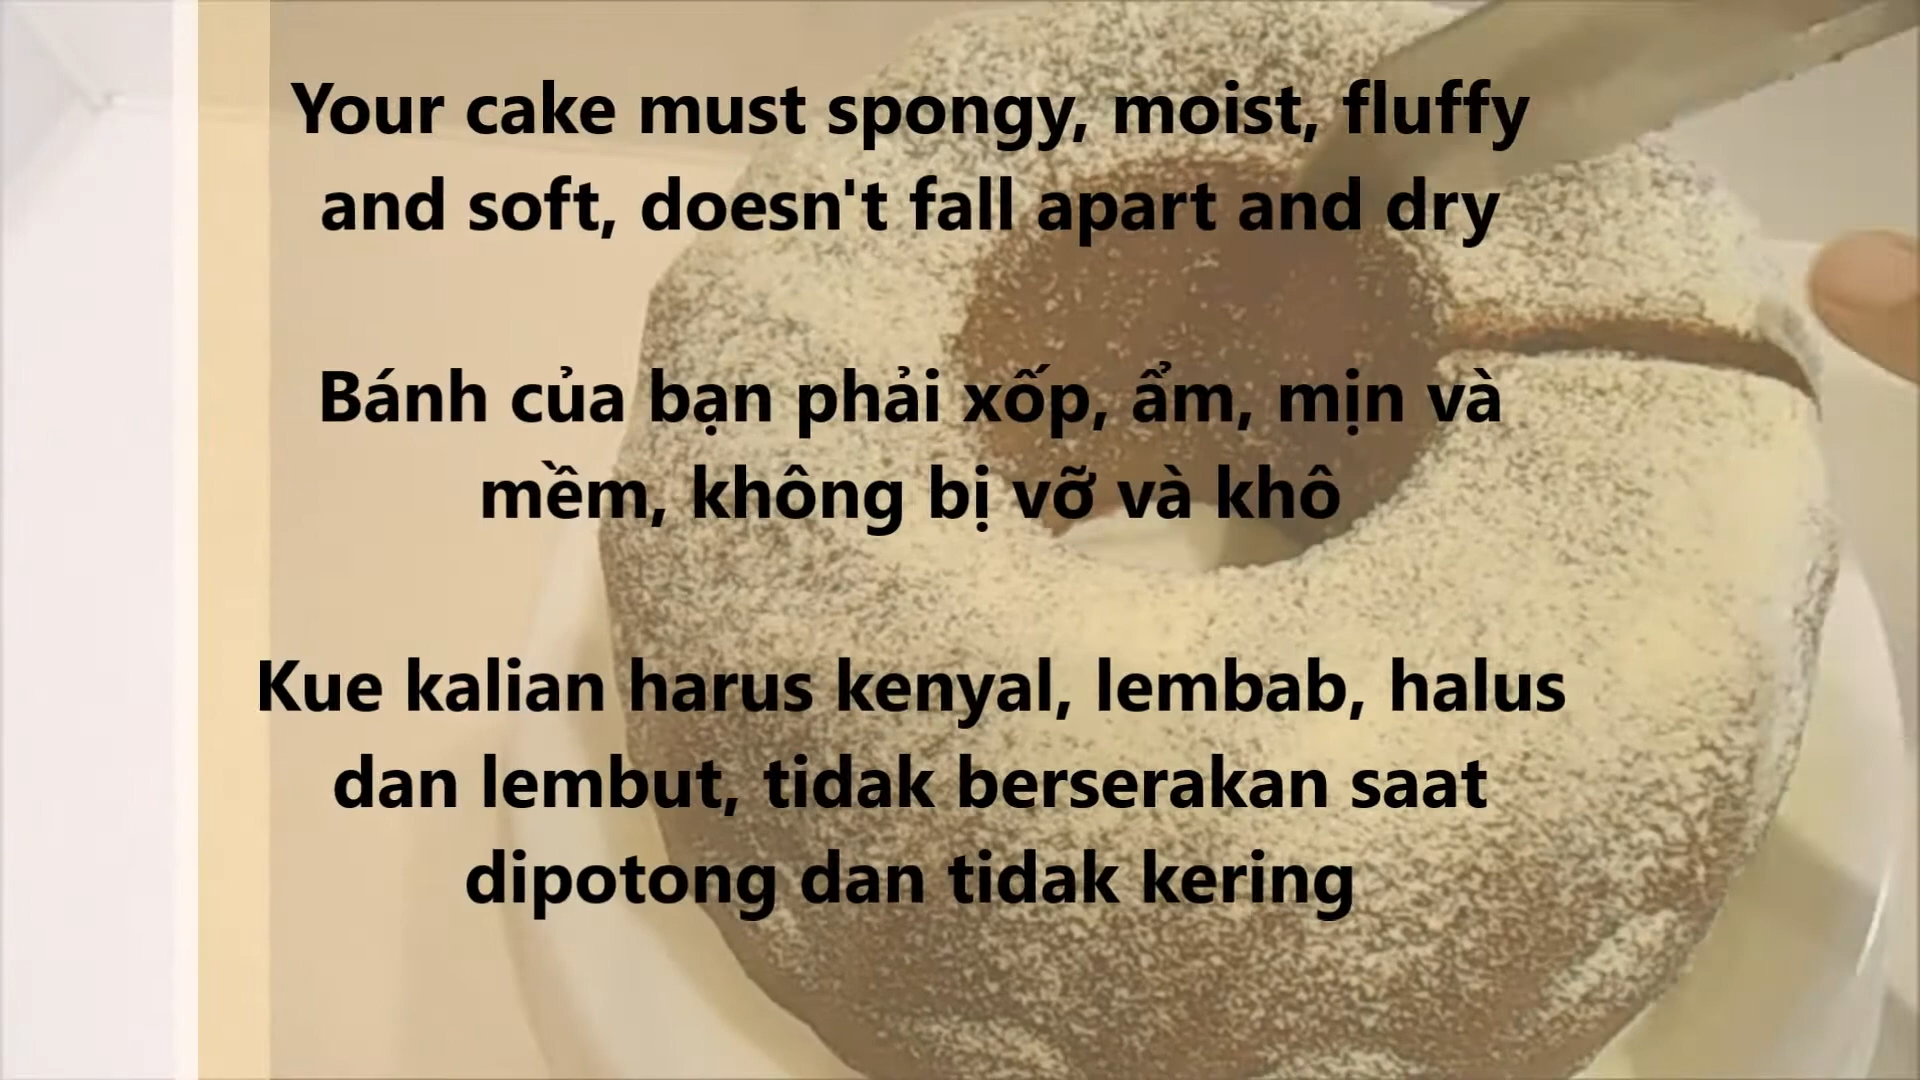 Your cake must spongy, moist, fluffy
and soft, doesn't fall apart and dry
Bánh của bạn phải xốp, ẩm, mịn và
mềm, không bị vỡ và khô
Kue kalian harus kenyal, lembab, halus
dan lembut, tidak berserakan saat
dipotong dan tidak kering